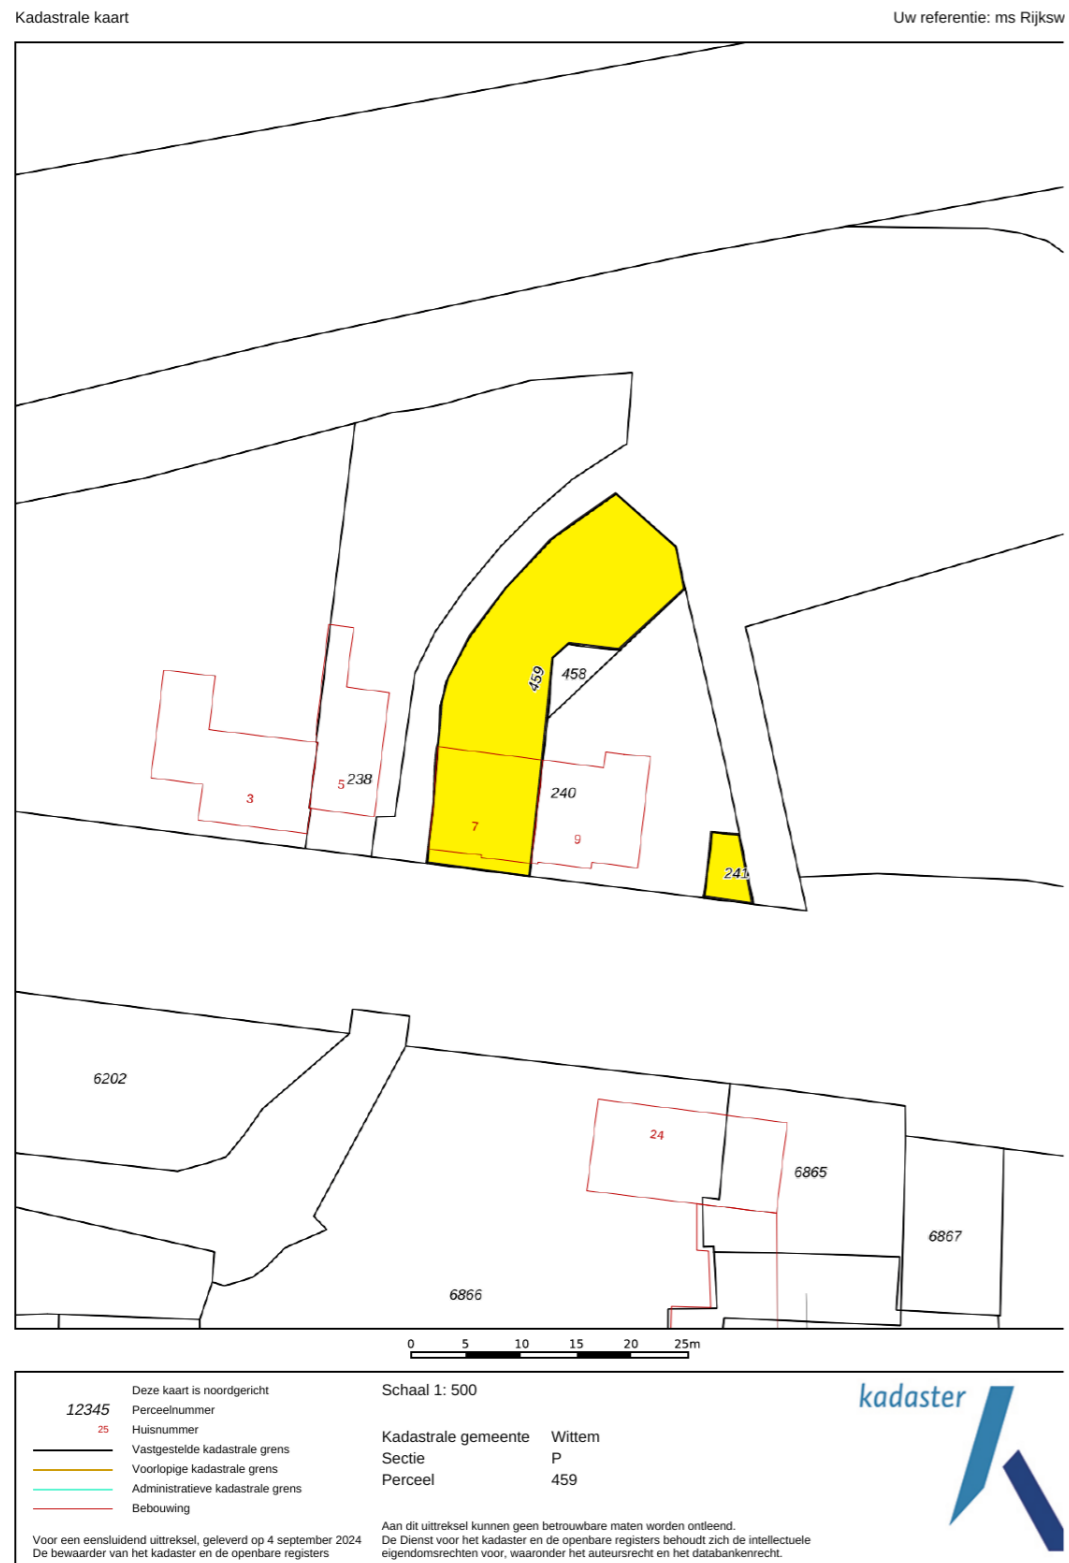 Kadastrale kaart
Uw referentie: ms Rijksw
459
458
5
238
3
240
7
9
241
6202
24
6865
6867
6866
0 5 10 15 20 25m
Deze kaart is noordgericht
12345 Perceelnummer
25 Huisnummer
Vastgestelde kadastrale grens
Voorlopige kadastrale grens
Administratieve kadastrale grens
Bebouwing
Voor een eensluidend uittreksel, geleverd op 4 september 2024
De bewaarder van het kadaster en de openbare registers
Schaal 1: 500
Kadastrale gemeente Wittem
Sectie P
Perceel 459
Aan dit uittreksel kunnen geen betrouwbare maten worden ontleend.
De Dienst voor het kadaster en de openbare registers behoudt zich de intellectuele
eigendomsrechten voor, waaronder het auteursrecht en het databankenrecht.
kadaster